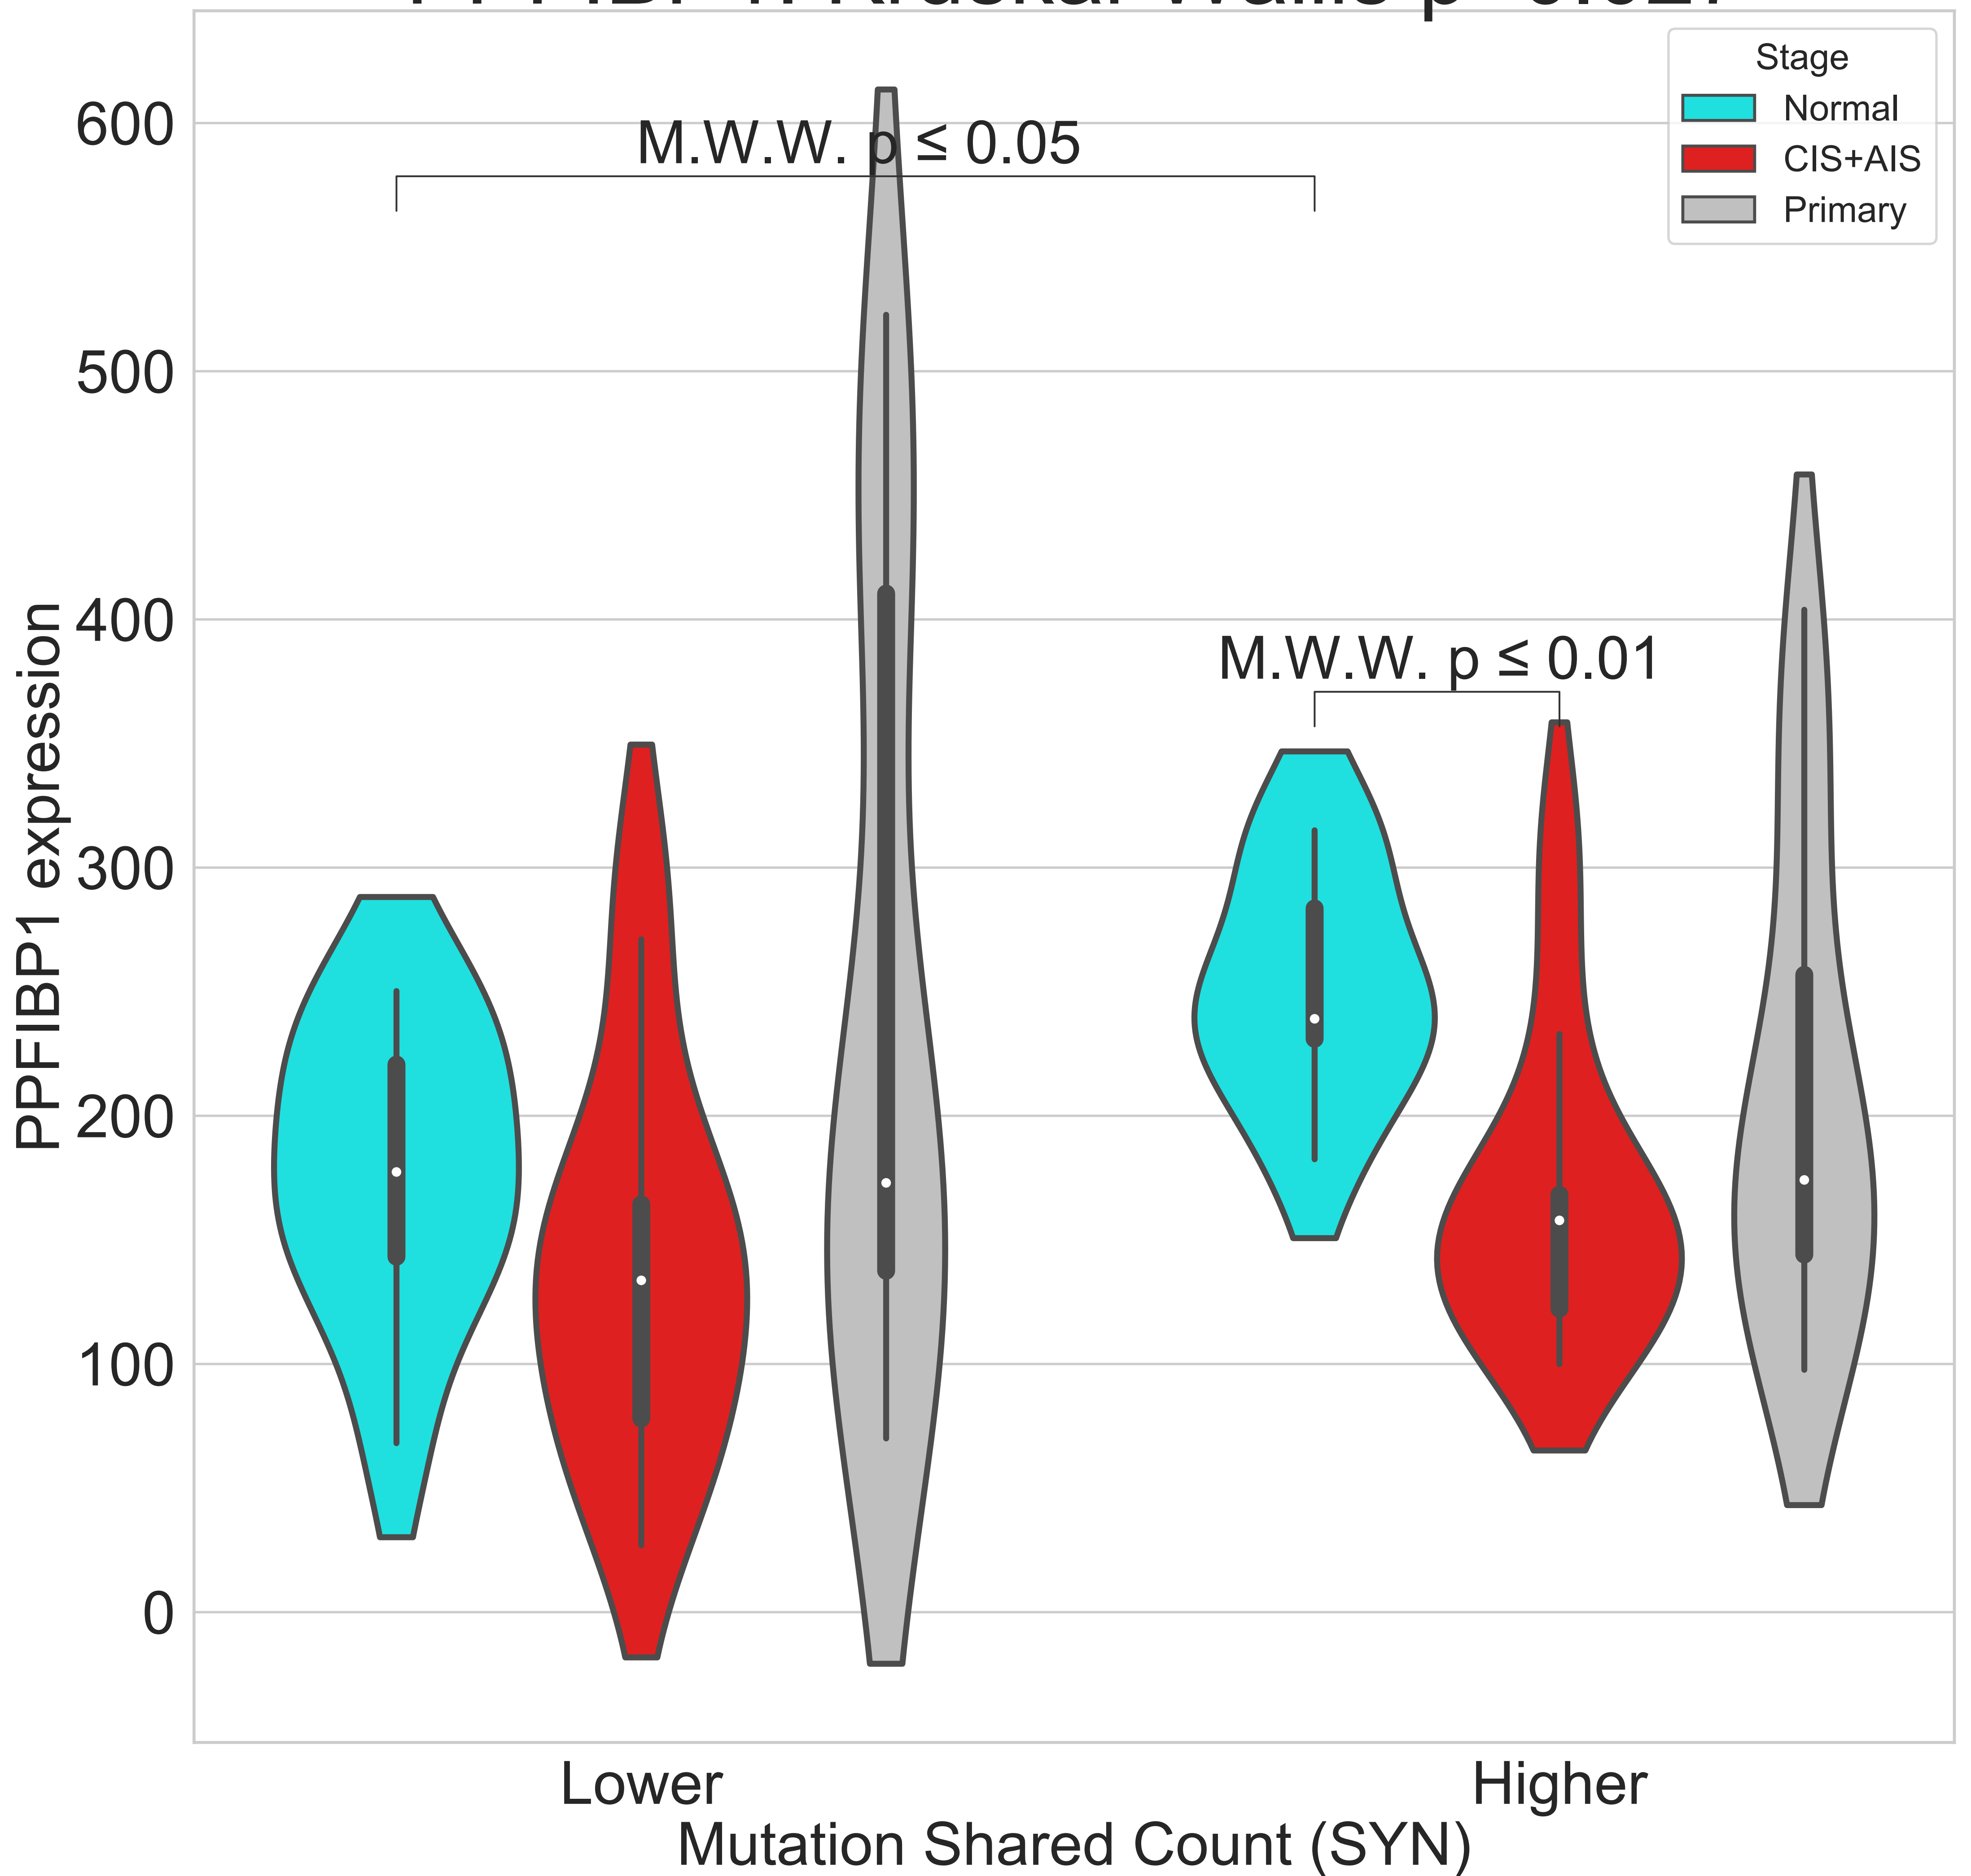 Stage
Normal
CIS+AIS
Primary
M.W.W. p ≤ 0.05
M.W.W. p ≤ 0.01
600
500
400
300
200
100
0
PPFIBP1 expression
Lower
Higher
Mutation Shared Count (SYN)